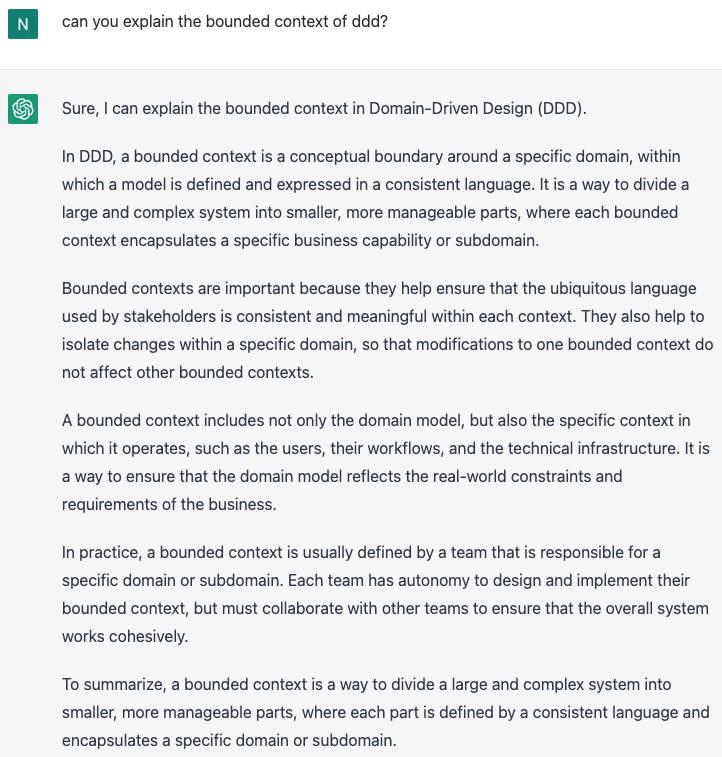 N
can you explain the bounded context of ddd?
Sure, I can explain the bounded context in Domain-Driven Design (DDD).
In DDD, a bounded context is a conceptual boundary around a specific domain, within
which a model is defined and expressed in a consistent language. It is a way to divide a
large and complex system into smaller, more manageable parts, where each bounded
context encapsulates a specific business capability or subdomain.
Bounded contexts are important because they help ensure that the ubiquitous language
used by stakeholders is consistent and meaningful within each context. They also help to
isolate changes within a specific domain, so that modifications to one bounded context do
not affect other bounded contexts.
A bounded context includes not only the domain model, but also the specific context in
which it operates, such as the users, their workflows, and the technical infrastructure. It is
a way to ensure that the domain model reflects the real-world constraints and
requirements of the business.
In practice, a bounded context is usually defined by a team that is responsible for a
specific domain or subdomain. Each team has autonomy to design and implement their
bounded context, but must collaborate with other teams to ensure that the overall system
works cohesively.
To summarize, a bounded context is a way to divide a large and complex system into
smaller, more manageable parts, where each part is defined by a consistent language and
encapsulates a specific domain or subdomain.